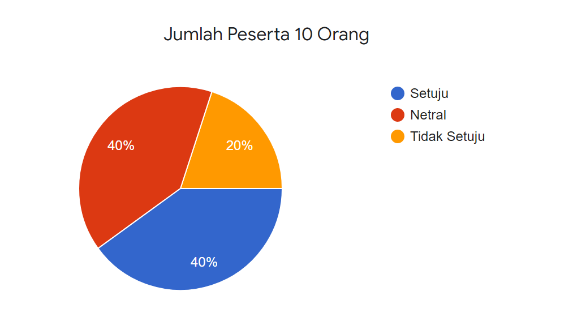 Jumlah Peserta 10 Orang
Setuju
Netral
Tidak Setuju
40%
20%
40%